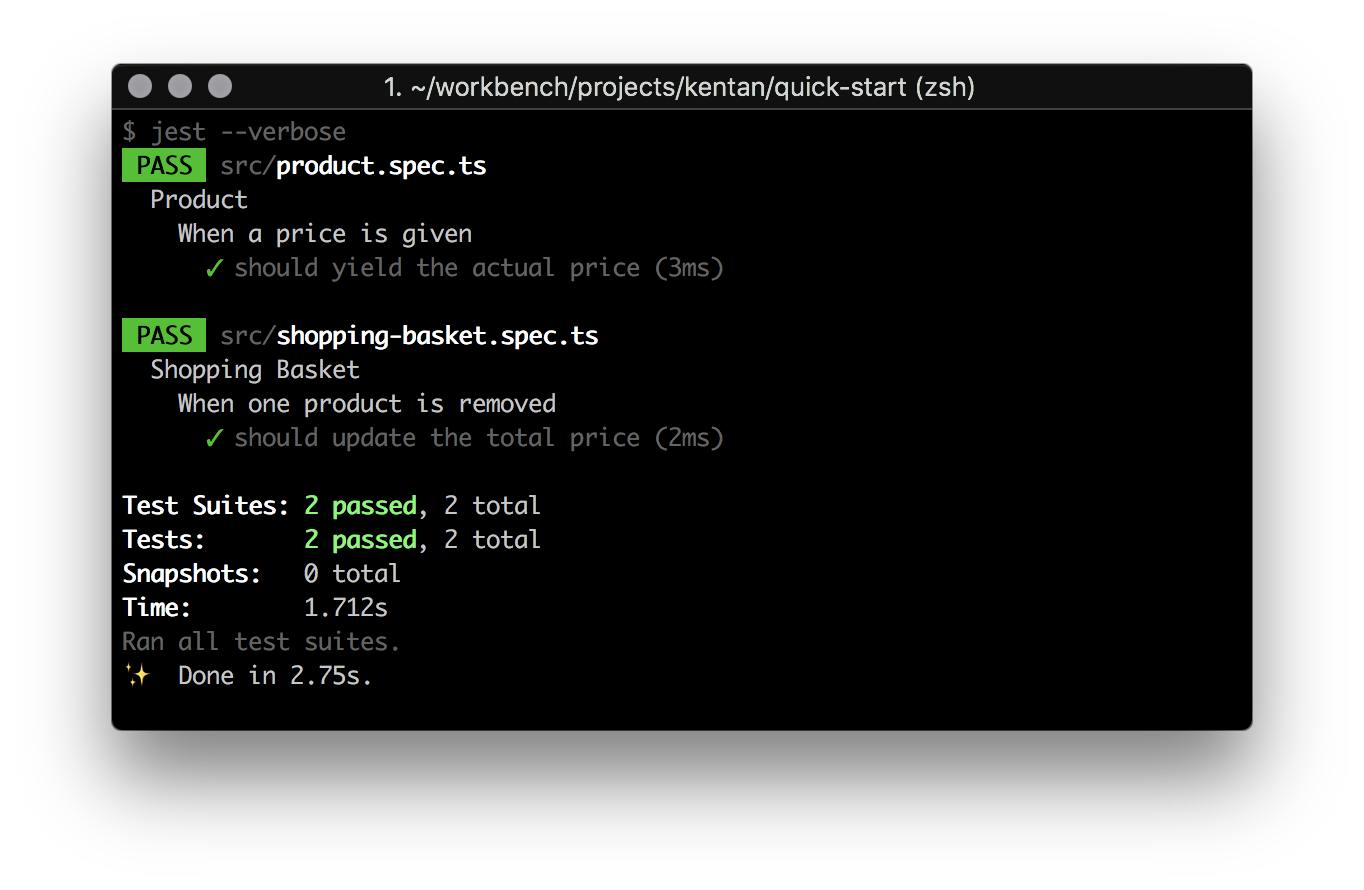 1. ~/workbench/projects/kentan/quick-start (zsh)
$ jest --verbose
PASS src/product.spec.ts
Product
When a price is given
✓ should yield the actual price (3ms)
PASS src/shopping-basket.spec.ts
Shopping Basket
When one product is removed
✓ should update the total price (2ms)
Test Suites: 2 passed, 2 total
Tests: 2 passed, 2 total
Snapshots: 0 total
Time: 1.712s
Ran all test suites.
✨ Done in 2.75s.